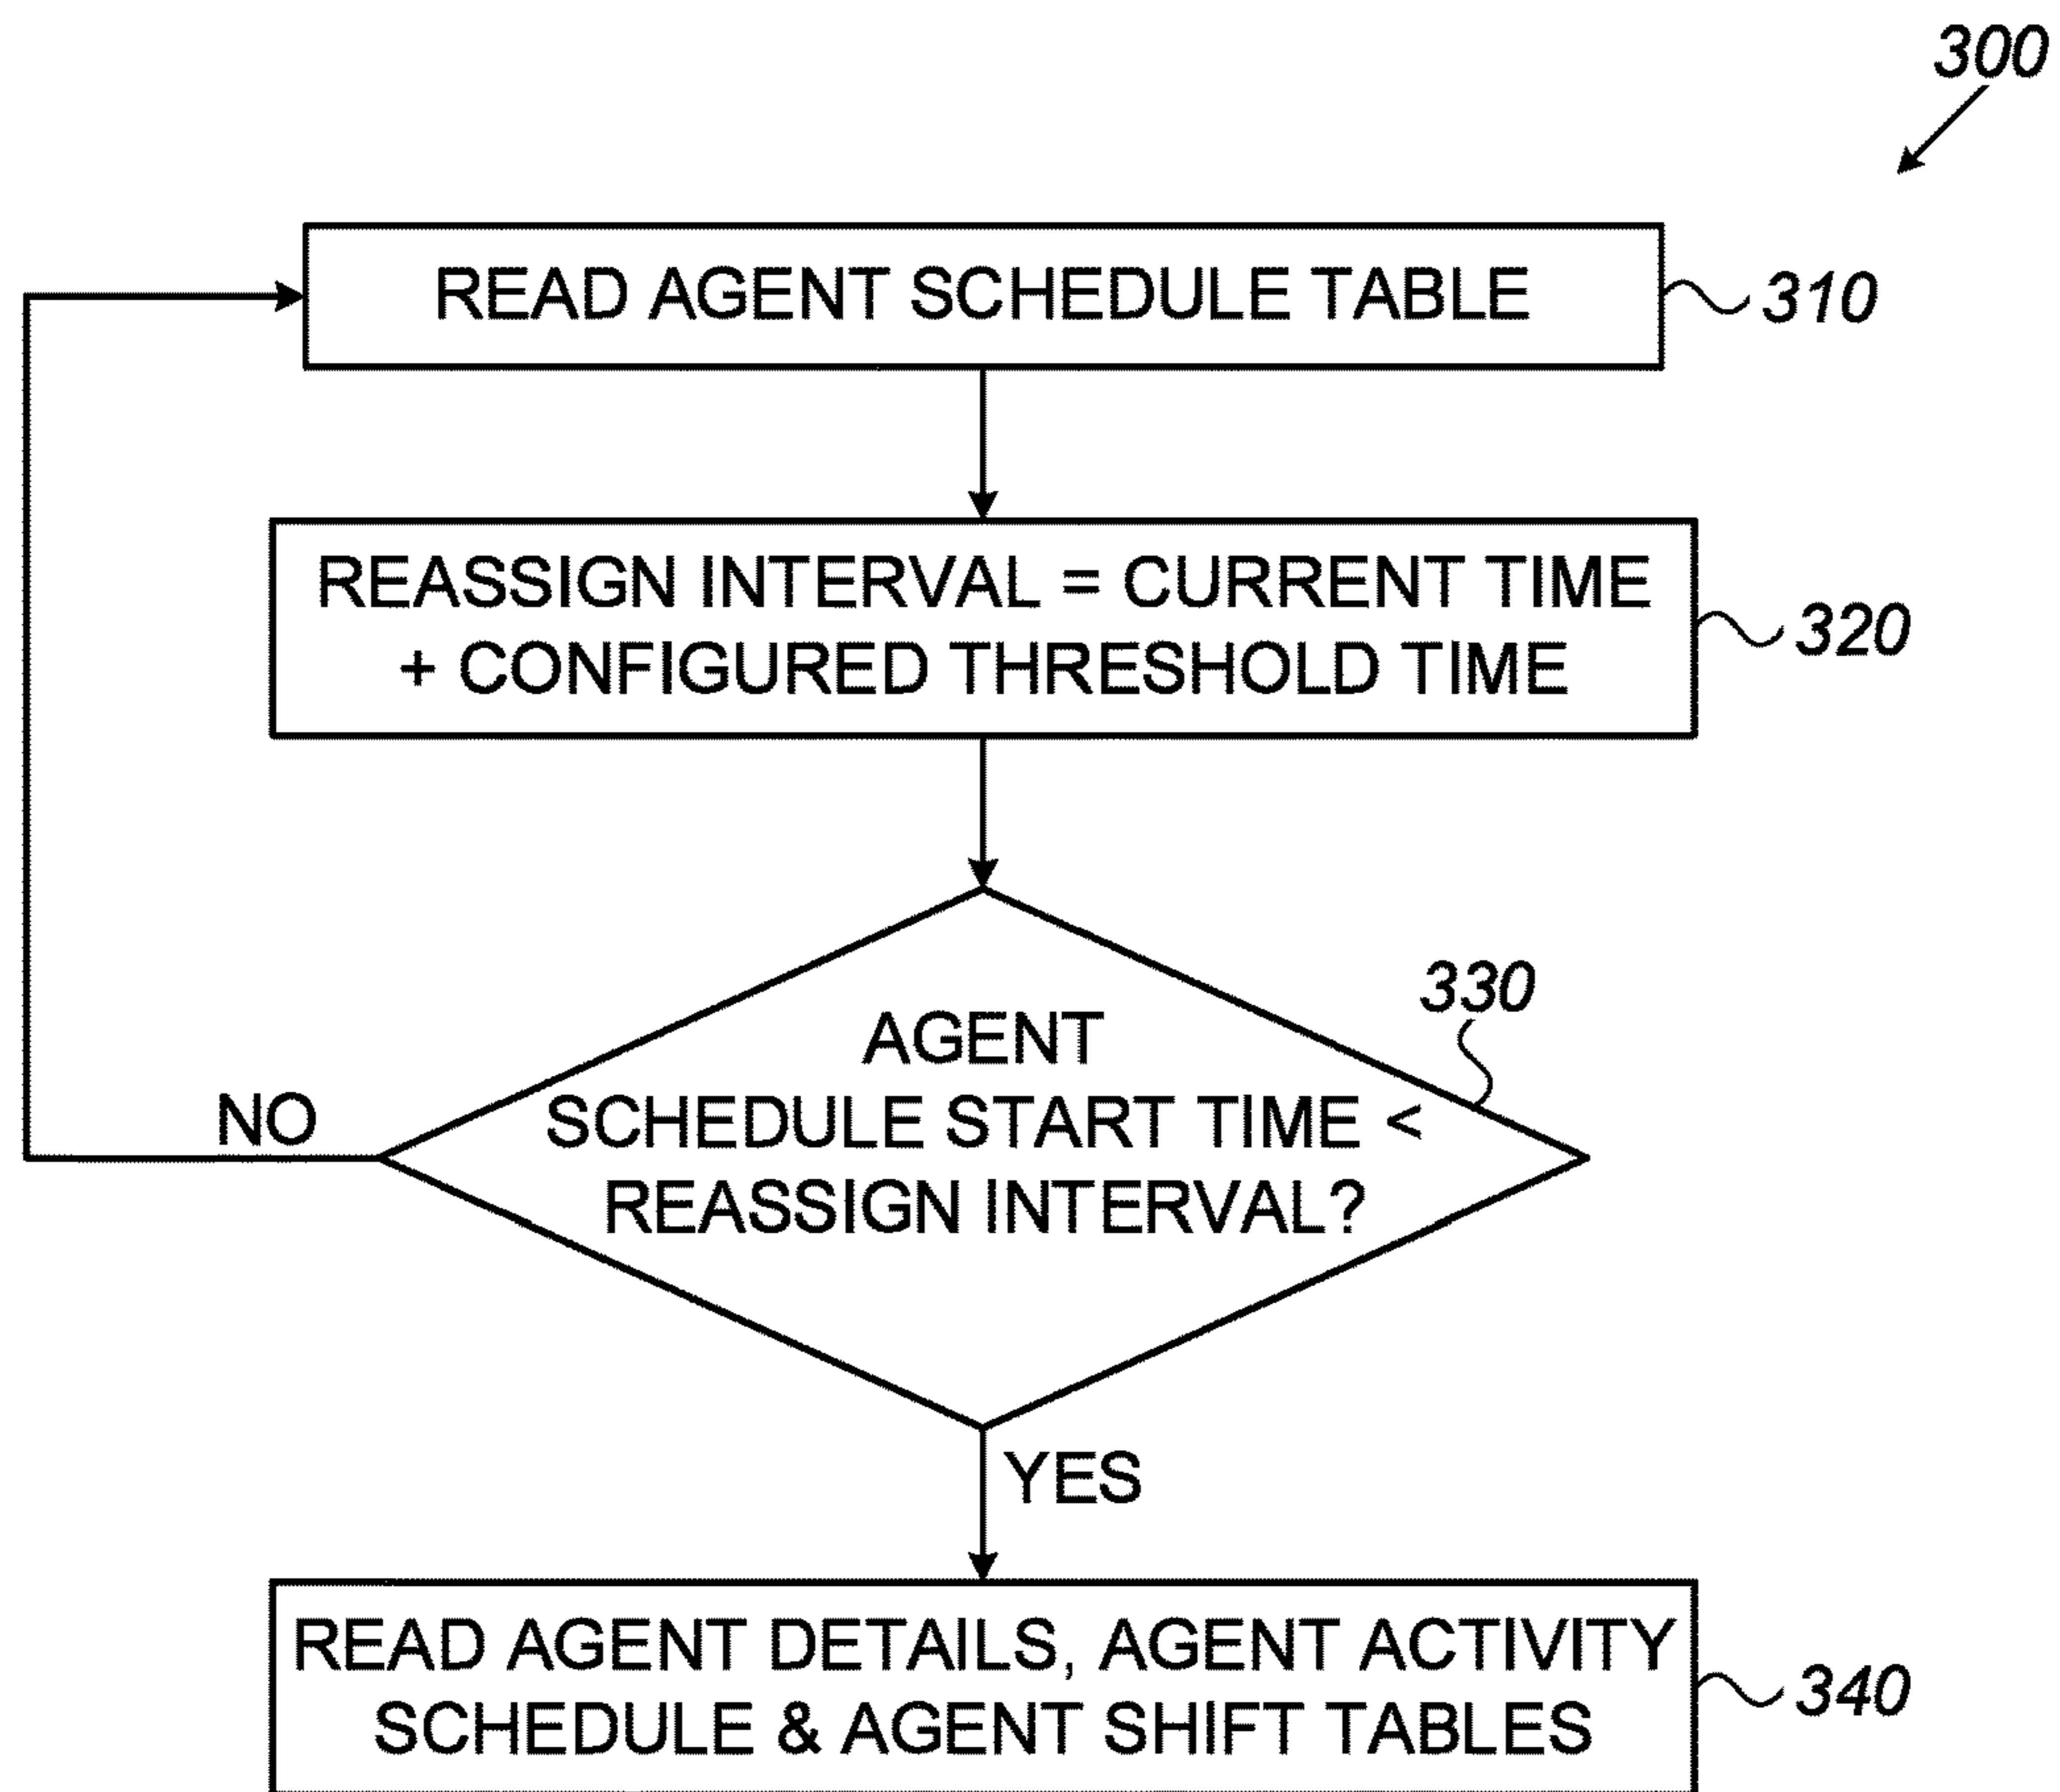 300
READ AGENT SCHEDULE TABLE
310
REASSIGN INTERVAL = CURRENT TIME
+ CONFIGURED THRESHOLD TIME
320
330
AGENT
SCHEDULE START TIME <
REASSIGN INTERVAL?
NO
YES
READ AGENT DETAILS, AGENT ACTIVITY
SCHEDULE & AGENT SHIFT TABLES
340